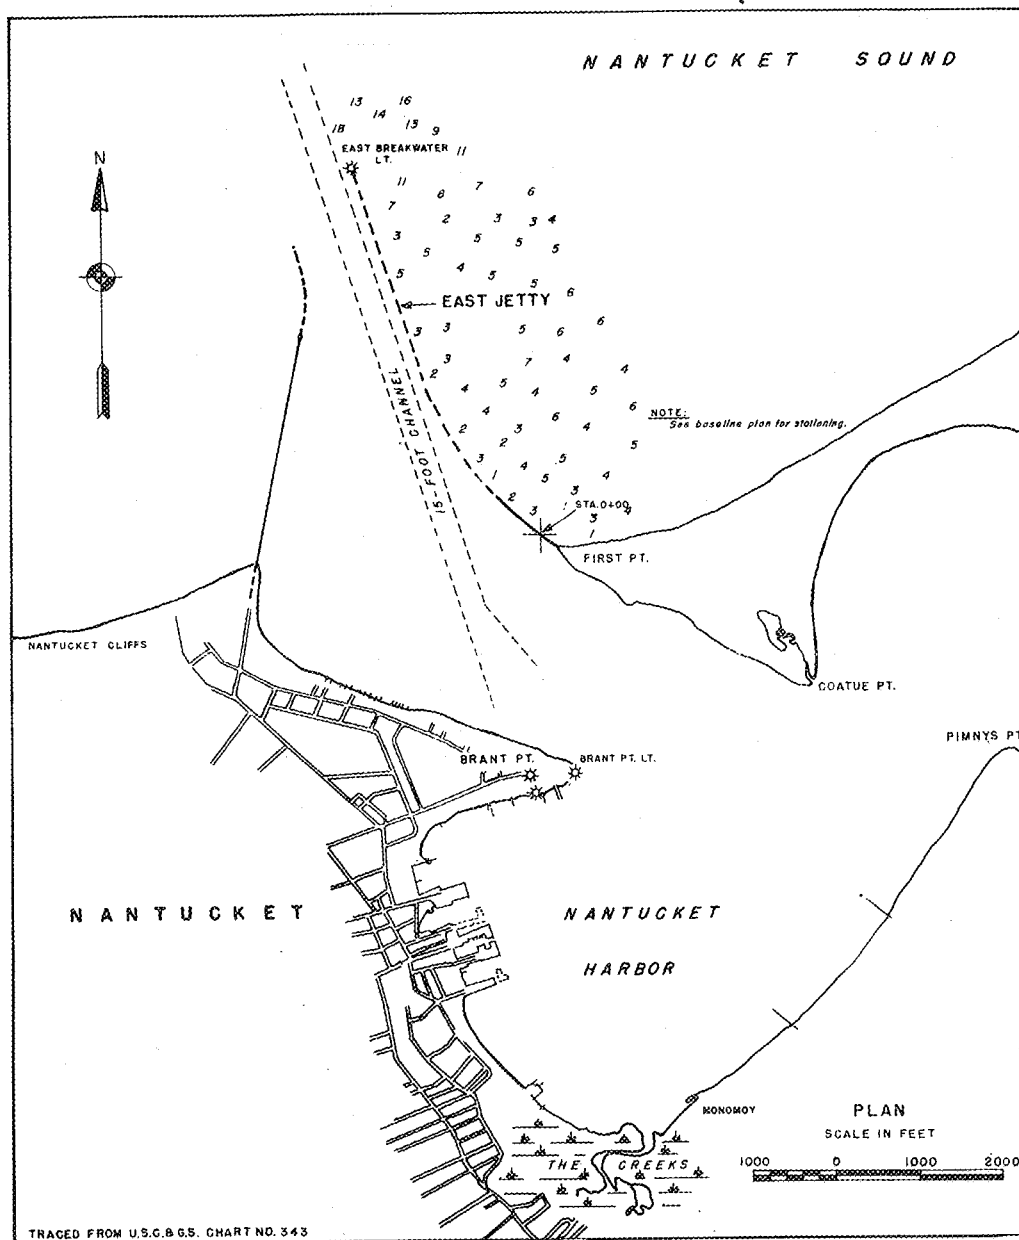 NANTUCKET SOUND
13 16
14
18 13 9
EAST BREAKWATER
LT.
11
N
11 8 7 6
7 2 3 3 4
3 5 5 5 5
5 4 5 5
6
EAST JETTY
3 3 5 6 6
3 7 4
2 4 5 4 5 4
4 6 6
2 3 4
2 5
3 4 5
1 5 4
2 3
3 1 4
3
1
15-FOOT CHANNEL
NOTE:
See baseline plan for stationing.
STA. 0+00
FIRST PT.
NANTUCKET CLIFFS
COATUE PT.
PIMNYS PT
BRANT PT.
BRANT PT. LT.
NANTUCKET
NANTUCKET
HARBOR
MONOMOY
PLAN
SCALE IN FEET
1000 0 1000 2000
THE CREEKS
TRACED FROM U.S.C.& G.S. CHART NO. 343